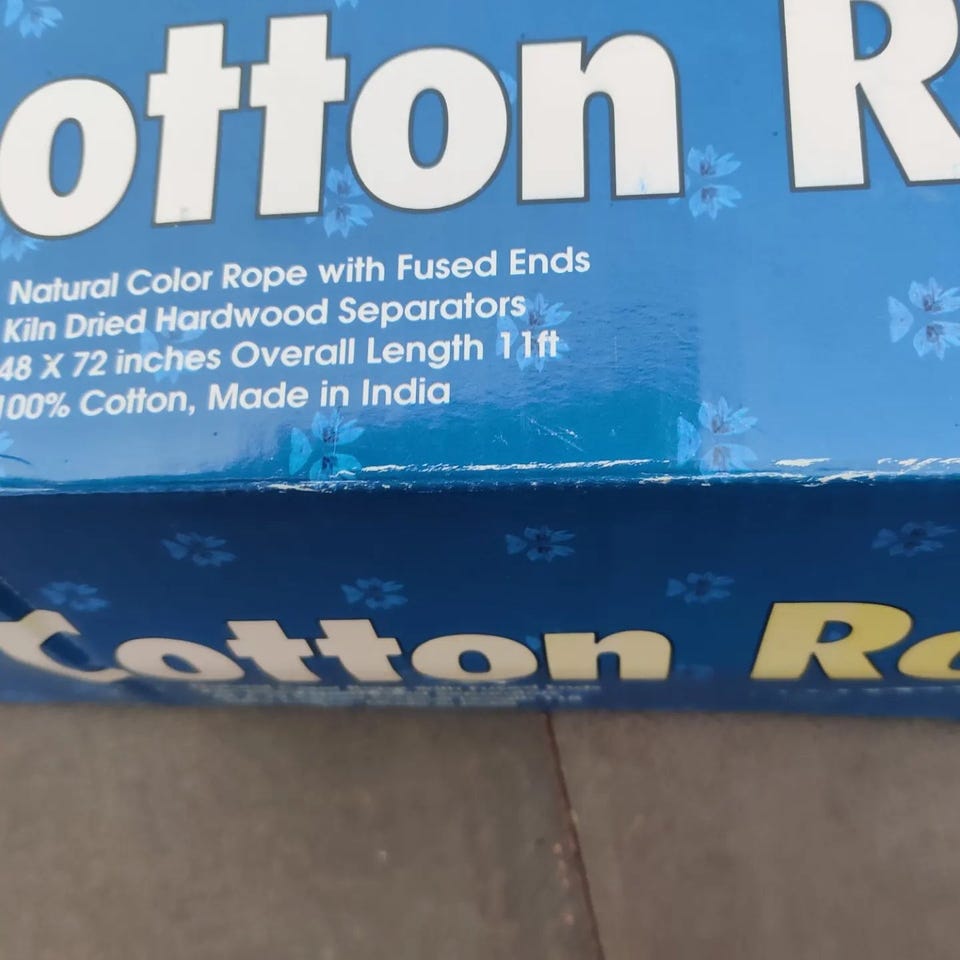 otton R
Natural Color Rope with Fused Ends
Kiln Dried Hardwood Separators
48 X 72 inches Overall Length 11ft
100% Cotton, Made in India
Cotton Ro